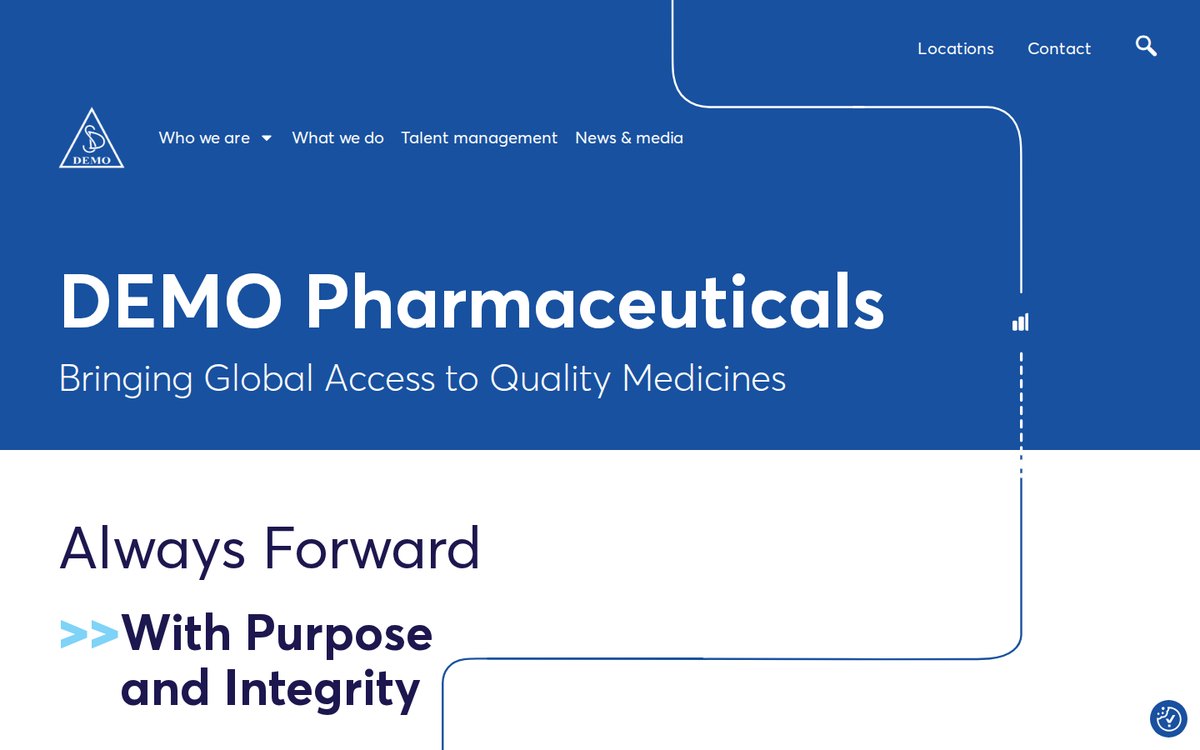 Locations Contact
DEMO
Who we are What we do Talent management News & media
DEMO Pharmaceuticals
Bringing Global Access to Quality Medicines
Always Forward
>>With Purpose
and Integrity